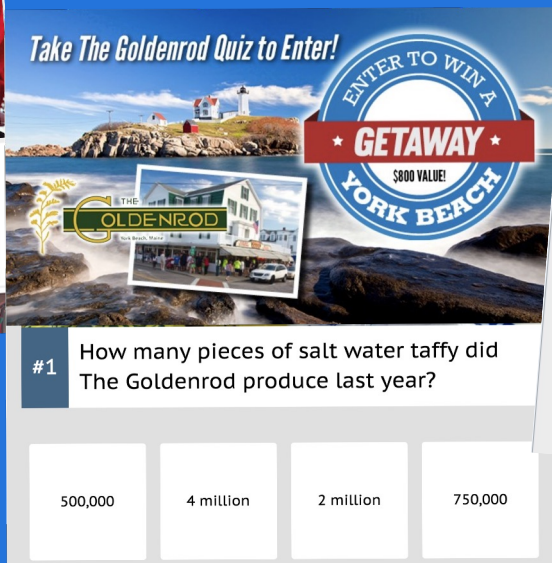 Take The Goldenrod Quiz to Enter!
ENTER TO WIN A
GETAWAY
$800 VALUE!
YORK BEACH
THE
GOLDENROD
York Beach, Maine
#1
How many pieces of salt water taffy did
The Goldenrod produce last year?
500,000
4 million
2 million
750,000